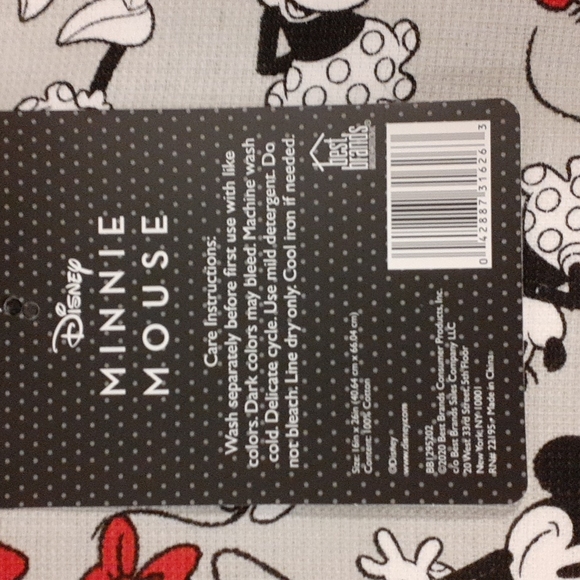 Disney
MINNIE
MOUSE
Care Instructions:
Wash separately before first use with like
colors. Dark colors may bleed. Machine wash
cold. Delicate cycle. Use mild detergent. Do
not bleach. Line dry only. Cool iron if needed.
best
brands
Size: 16in x 26in (40.64 cm x 66.04 cm)
Content: 100% Cotton
©Disney
www.disney.com
BB1295202
©2020 Best Brands Consumer Products, Inc.
c/o Best Brands Sales Company LLC
20 West 33rd Street, 5th Floor
New York, NY 10001
RN# 22195 • Made in China
0 42887 31626 3